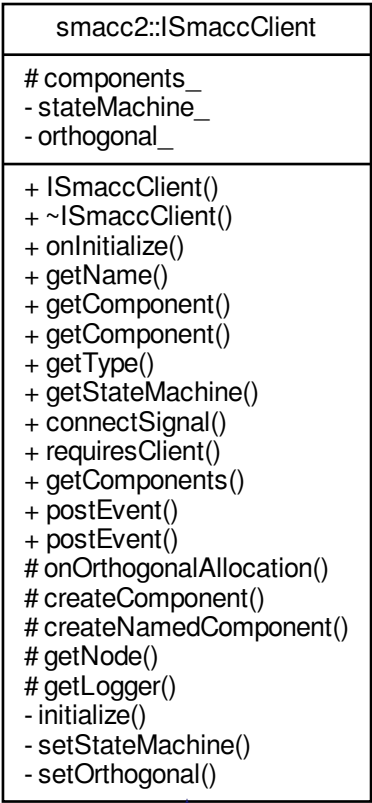 smacc2::ISmaccClient
# components_
- stateMachine_
- orthogonal_
+ ISmaccClient()
+ ~ISmaccClient()
+ onInitialize()
+ getName()
+ getComponent()
+ getComponent()
+ getType()
+ getStateMachine()
+ connectSignal()
+ requiresClient()
+ getComponents()
+ postEvent()
+ postEvent()
# onOrthogonalAllocation()
# createComponent()
# createNamedComponent()
# getNode()
# getLogger()
- initialize()
- setStateMachine()
- setOrthogonal()